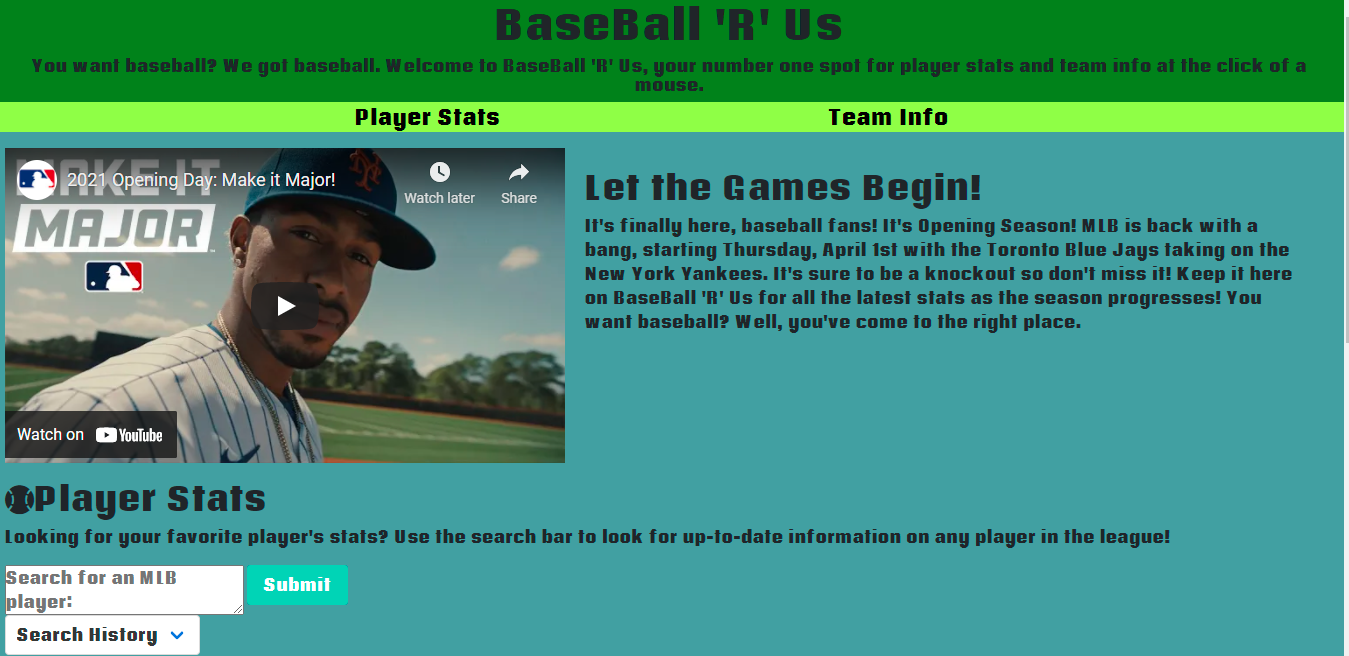 BaseBall 'R' Us
You want baseball? We got baseball. Welcome to BaseBall 'R' Us, your number one spot for player stats and team info at the click of a
mouse.
Player Stats
Team Info
MAKE IT
2021 Opening Day: Make it Major!
Watch later
Share
MAJOR
Watch on YouTube
Let the Games Begin!
It's finally here, baseball fans! It's Opening Season! MLB is back with a
bang, starting Thursday, April 1st with the Toronto Blue Jays taking on the
New York Yankees. It's sure to be a knockout so don't miss it! Keep it here
on BaseBall 'R' Us for all the latest stats as the season progresses! You
want baseball? Well, you've come to the right place.
Player Stats
Looking for your favorite player's stats? Use the search bar to look for up-to-date information on any player in the league!
Search for an MLB
player:
Submit
Search History